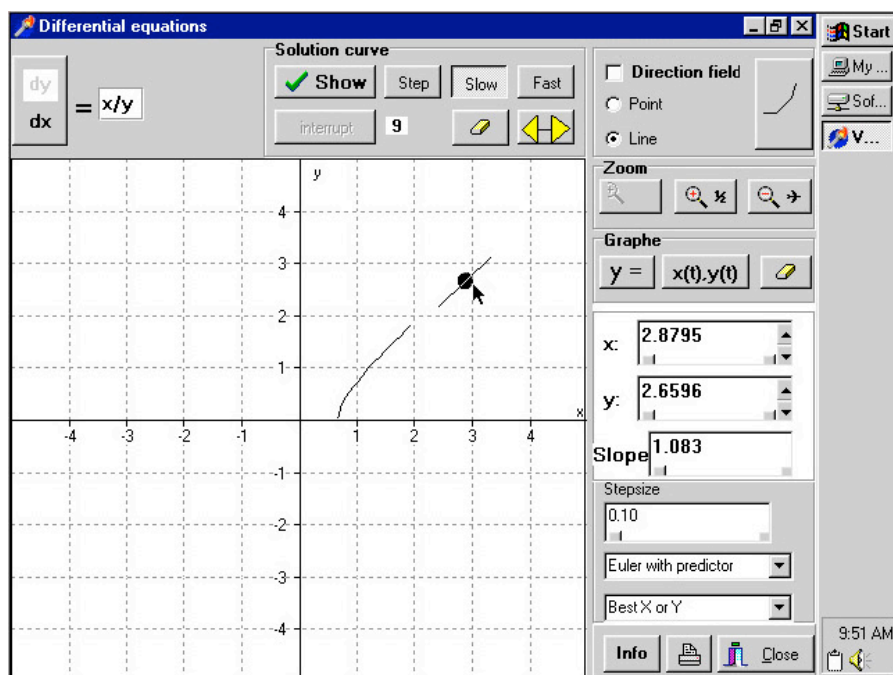 Differential equations
dy
dx
= x/y
Solution curve
Show
Step
Slow
Fast
interrupt
9
Direction field
Point
Line
Zoom
½
Graphe
y =
x(t),y(t)
x: 2.8795
y: 2.6596
Slope 1.083
Stepsize
0.10
Euler with predictor
Best X or Y
Info
Close
y
4
3
2
1
x
-4 -3 -2 -1 1 2 3 4
-1
-2
-3
-4
Start
My ...
Sof...
V...
9:51 AM